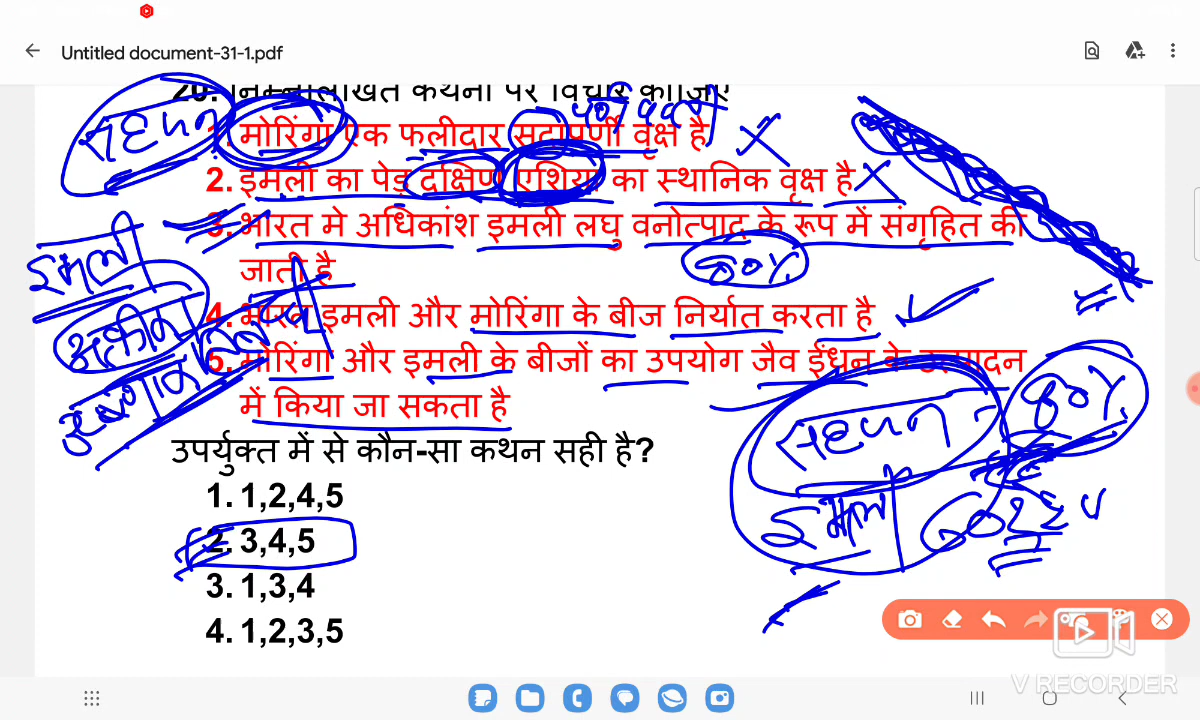 Untitled document-31-1.pdf
20. निम्नलिखित कथनों पर विचार कीजिए
1. मोरिंगा एक फलीदार सदापर्णी वृक्ष है
2. इमली का पेड़ दक्षिण एशिया का स्थानिक वृक्ष है
3. भारत मे अधिकांश इमली लघु वनोत्पाद के रूप में संगृहित की
जाती है
80%
4. भारत इमली और मोरिंगा के बीज निर्यात करता है
5. मोरिंगा और इमली के बीजों का उपयोग जैव ईंधन के उत्पादन
में किया जा सकता है
सहजन
इमली
अफ्रीका
सहजन - 80%
उपर्युक्त में से कौन-सा कथन सही है?
1. 1,2,4,5
2. 3,4,5
3. 1,3,4
4. 1,2,3,5
V RECORDER